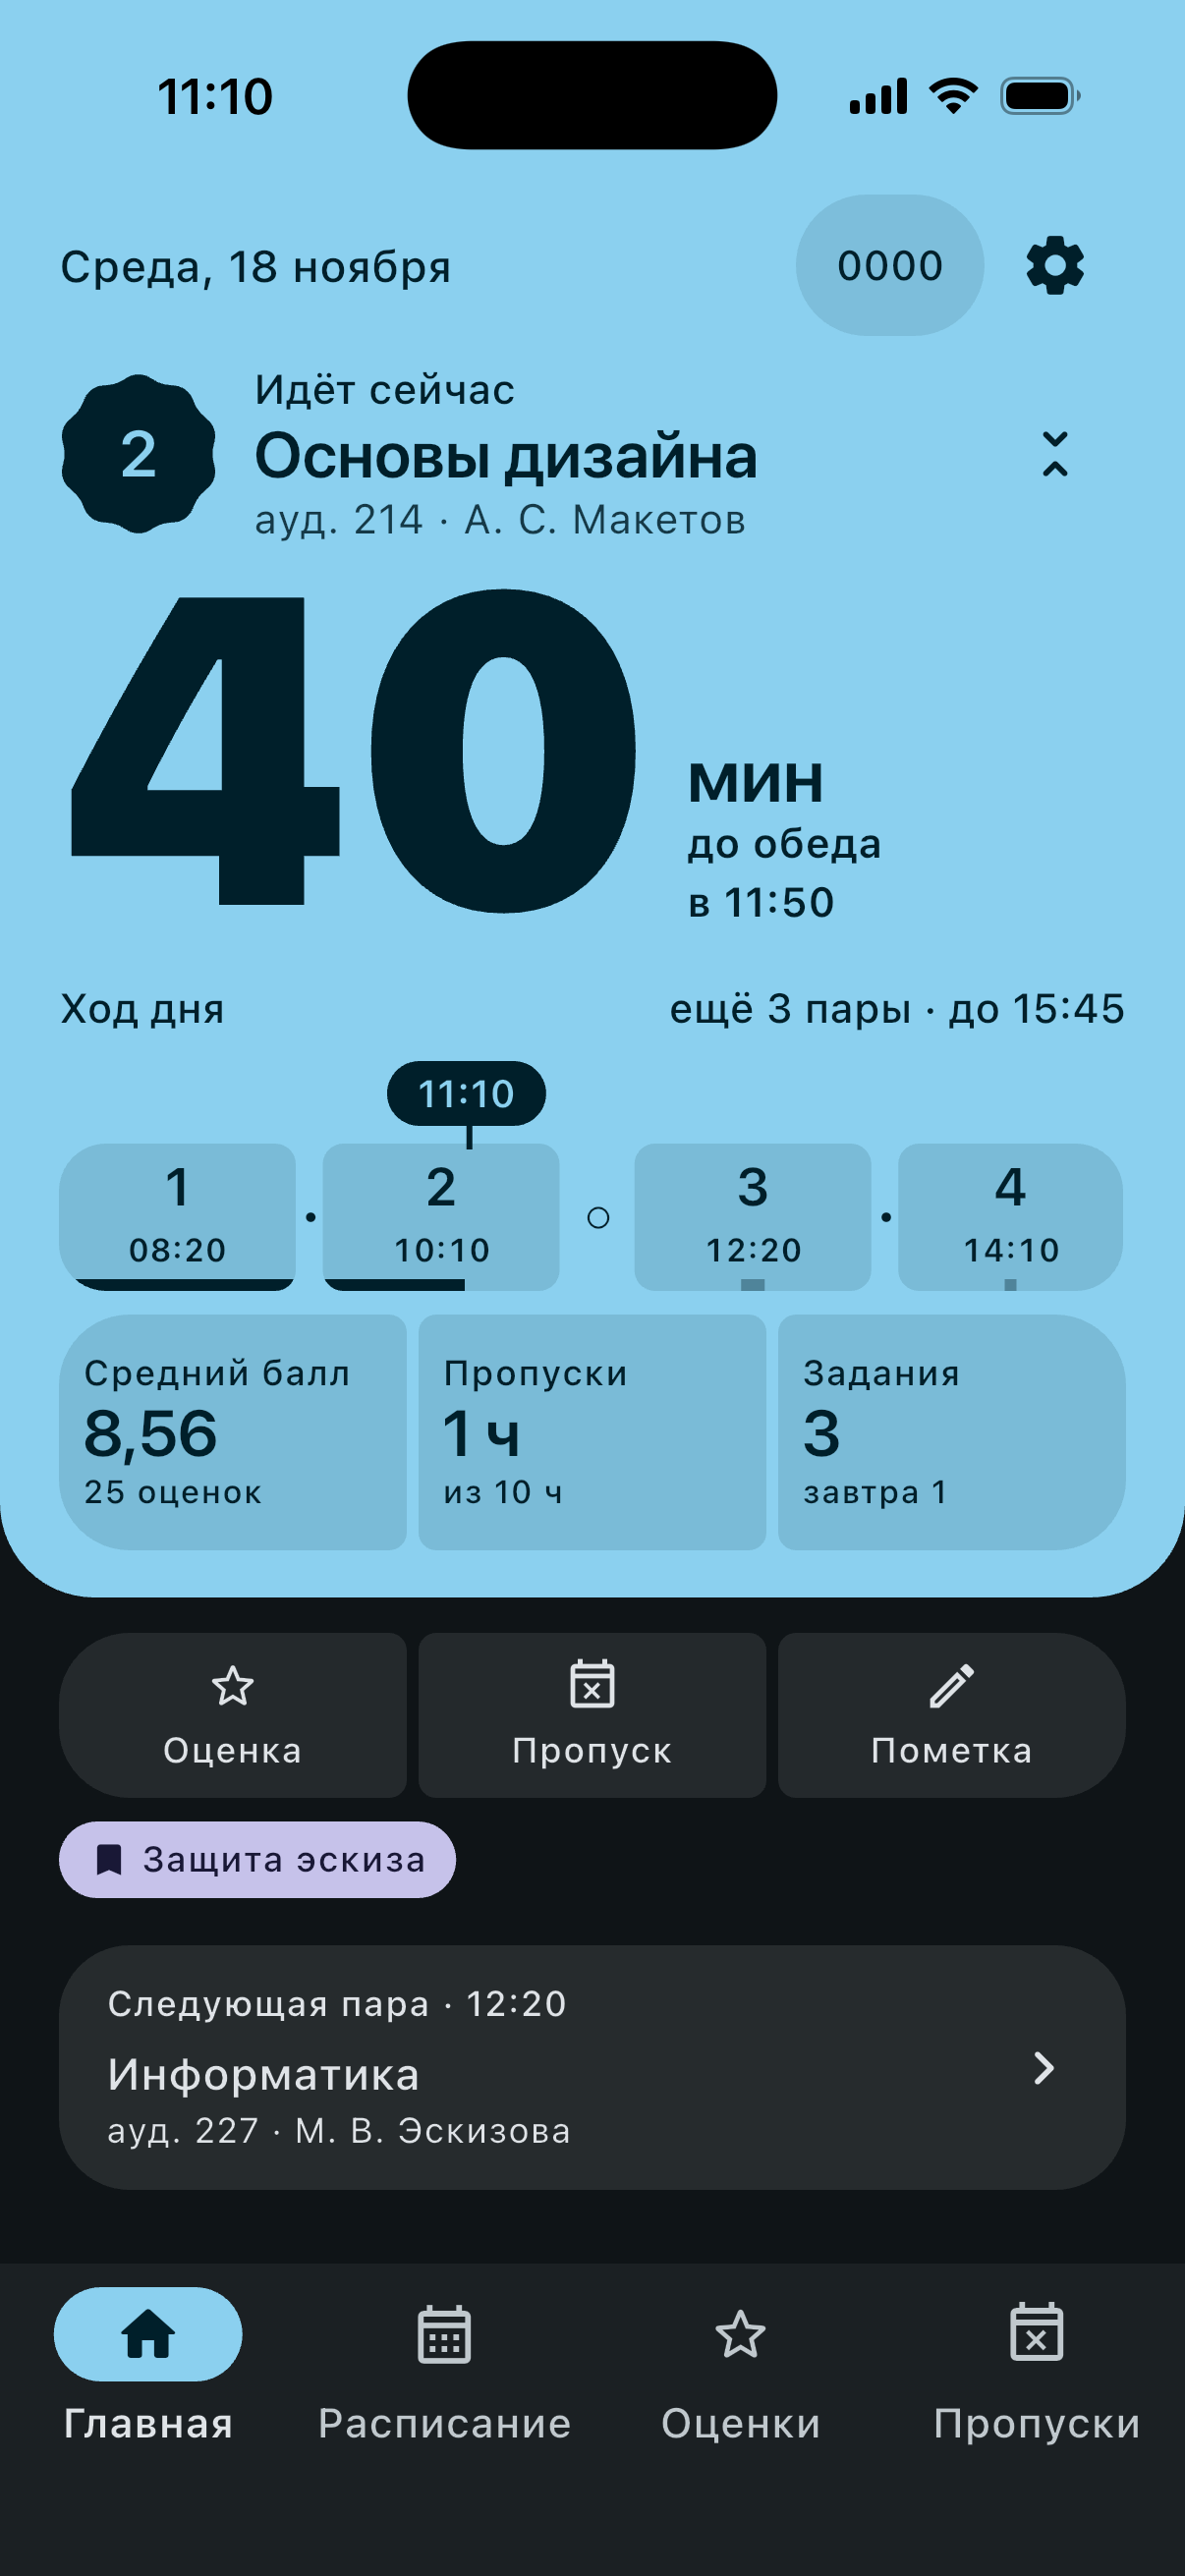 11:10
Среда, 18 ноября
0000
2
Идёт сейчас
Основы дизайна
ауд. 214 · А. С. Макетов
40
мин
до обеда
в 11:50
Ход дня
ещё 3 пары · до 15:45
11:10
1
08:20
2
10:10
3
12:20
4
14:10
Средний балл
8,56
25 оценок
Пропуски
1 ч
из 10 ч
Задания
3
завтра 1
Оценка
Пропуск
Пометка
Защита эскиза
Следующая пара · 12:20
Информатика
ауд. 227 · М. В. Эскизова
Главная
Расписание
Оценки
Пропуски